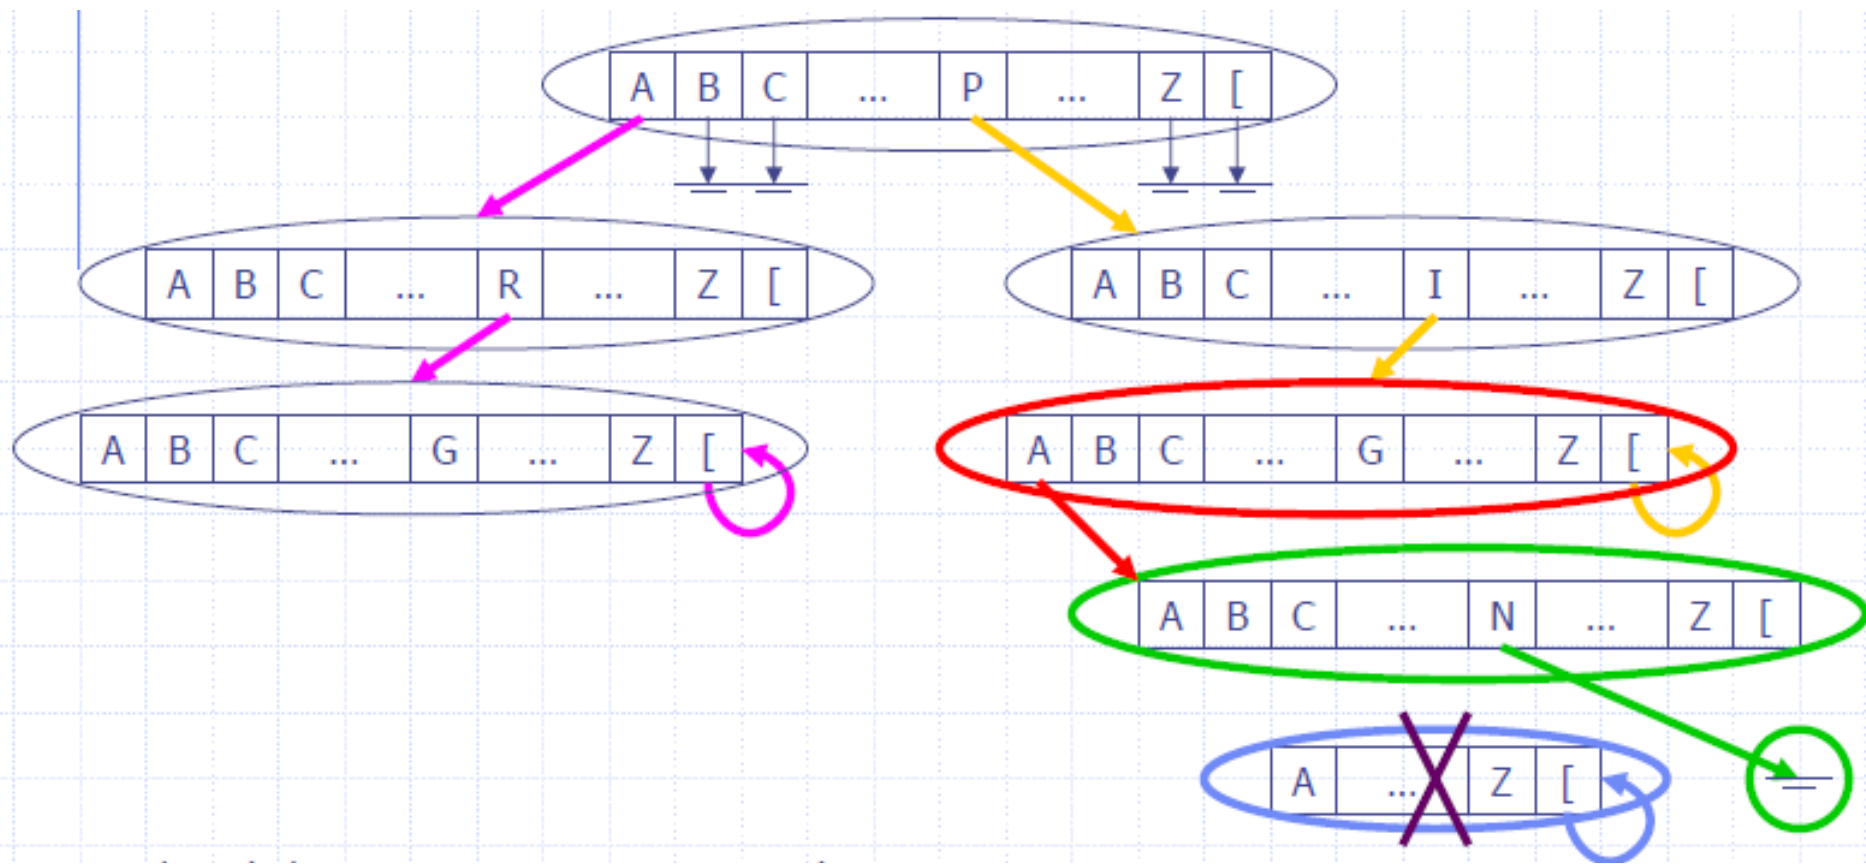 A B C ... P ... Z [
A B C ... R ... Z [
A B C ... I ... Z [
A B C ... G ... Z [
A B C ... G ... Z [
A B C ... N ... Z [
A ... Z [